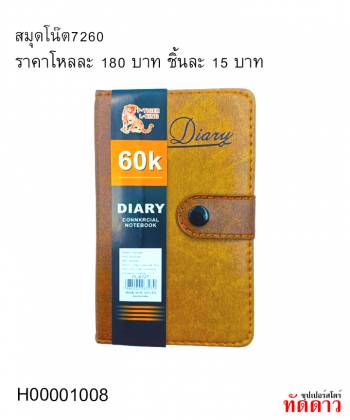 สมุดโน๊ต7260
ราคาโหลละ 180 บาท ชิ้นละ 15 บาท
TIGER
L-KING
Diary
60k
DIARY
CONNKRCIAL
NOTEBOOK
H00001008
ซุปเปอร์สโตร์
ทัดดาว